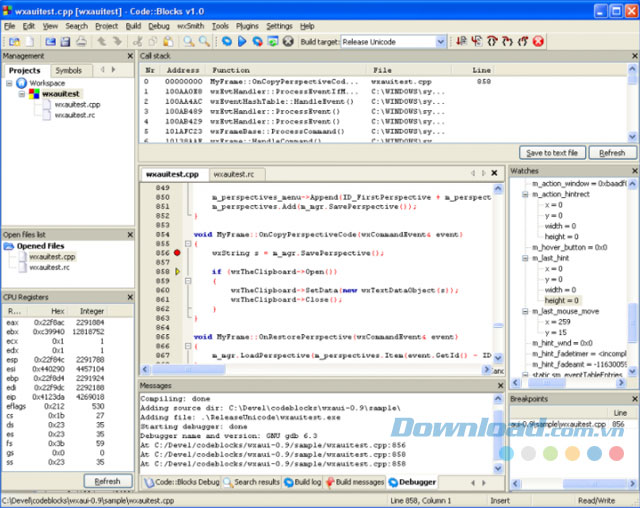 wxauitest.cpp (wxauitest) - Code::Blocks v1.0
File Edit View Search Project Build Debug wxSmith Tools Plugins Settings Help
Build target: Release Unicode
Management
Projects Symbols
Workspace
wxauitest
wxauitest.cpp
wxauitest.rc
Call stack
Nr Address Function File Line
0 00000000 MyFrame::OnCopyPerspectiveCod... wxauitest.cpp 858
1 100AA0E8 wxEvtHandler::ProcessEventIfM... C:\WINDOWS\sy...
2 100AA4AC wxEventHashTable::HandleEvent() C:\WINDOWS\sy...
3 100AB489 wxEvtHandler::ProcessEvent() C:\WINDOWS\sy...
4 100AB429 wxEvtHandler::ProcessEvent() C:\WINDOWS\sy...
5 101AFC23 wxFrameBase::ProcessCommand() C:\WINDOWS\sy...
Save to text file Refresh
Open files list
Opened Files
wxauitest.cpp
wxauitest.rc
CPU Registers
R... Hex Integer
eax 0x22f8ac 2291884
ebx 0xc39940 12818752
ecx 0x1 1
edx 0x1 1
esp 0x22f84c 2291788
esi 0x440290 4457104
ebp 0x22f8d4 2291924
edi 0x22f9dc 2292188
eip 0x4123da 4269018
eflags 0x212 530
cs 0x1b 27
ds 0x23 35
es 0x23 35
fs 0x3b 59
gs 0x0 0
ss 0x23 35
Refresh
wxauitest.cpp wxauitest.rc
849
850 m_perspectives_menu->Append(ID_FirstPerspective + m_perspect
851 m_perspectives.Add(m_mgr.SavePerspective());
852 }
853
854 void MyFrame::OnCopyPerspectiveCode(wxCommandEvent& event)
855 {
856 wxString s = m_mgr.SavePerspective();
857
858 if (wxTheClipboard->Open())
859 {
860 wxTheClipboard->SetData(new wxTextDataObject(s));
861 wxTheClipboard->Close();
862 }
863 }
864
865 void MyFrame::OnRestorePerspective(wxCommandEvent& event)
866 {
867 m_mgr.LoadPerspective(m_perspectives.Item(event.GetId() - ID
Watches
m_action_window = 0xbaadf0
m_action_hintrect
x = 0
y = 0
width = 0
height = 0
m_hover_button = 0x0
m_last_hint
x = 0
y = 0
width = 0
height = 0
m_last_mouse_move
x = 259
y = 15
m_hint_wnd = 0x0
m_hint_fadetimer = <incompl
m_hint_fadeamt = -11630059
static sm_eventTableEntries
Messages
Compiling: done
Adding source dir: C:\Devel\codeblocks\wxaui-0.9\sample\
Adding file: .\ReleaseUnicode\wxauitest.exe
Starting debugger: done
Debugger name and version: GNU gdb 6.3
At C:/Devel/codeblocks/wxaui-0.9/sample/wxauitest.cpp:856
At C:/Devel/codeblocks/wxaui-0.9/sample/wxauitest.cpp:858
At C:/Devel/codeblocks/wxaui-0.9/sample/wxauitest.cpp:858
Code::Blocks Debug Search results Build log Build messages Debugger
Breakpoints
Line
aui-0.9\sample\wxauitest.cpp 856
Download.com.vn
C:\Devel\codeblocks\wxaui-0.9\sample\wxauitest.cpp Line 858, Column 1 Insert Read/Write